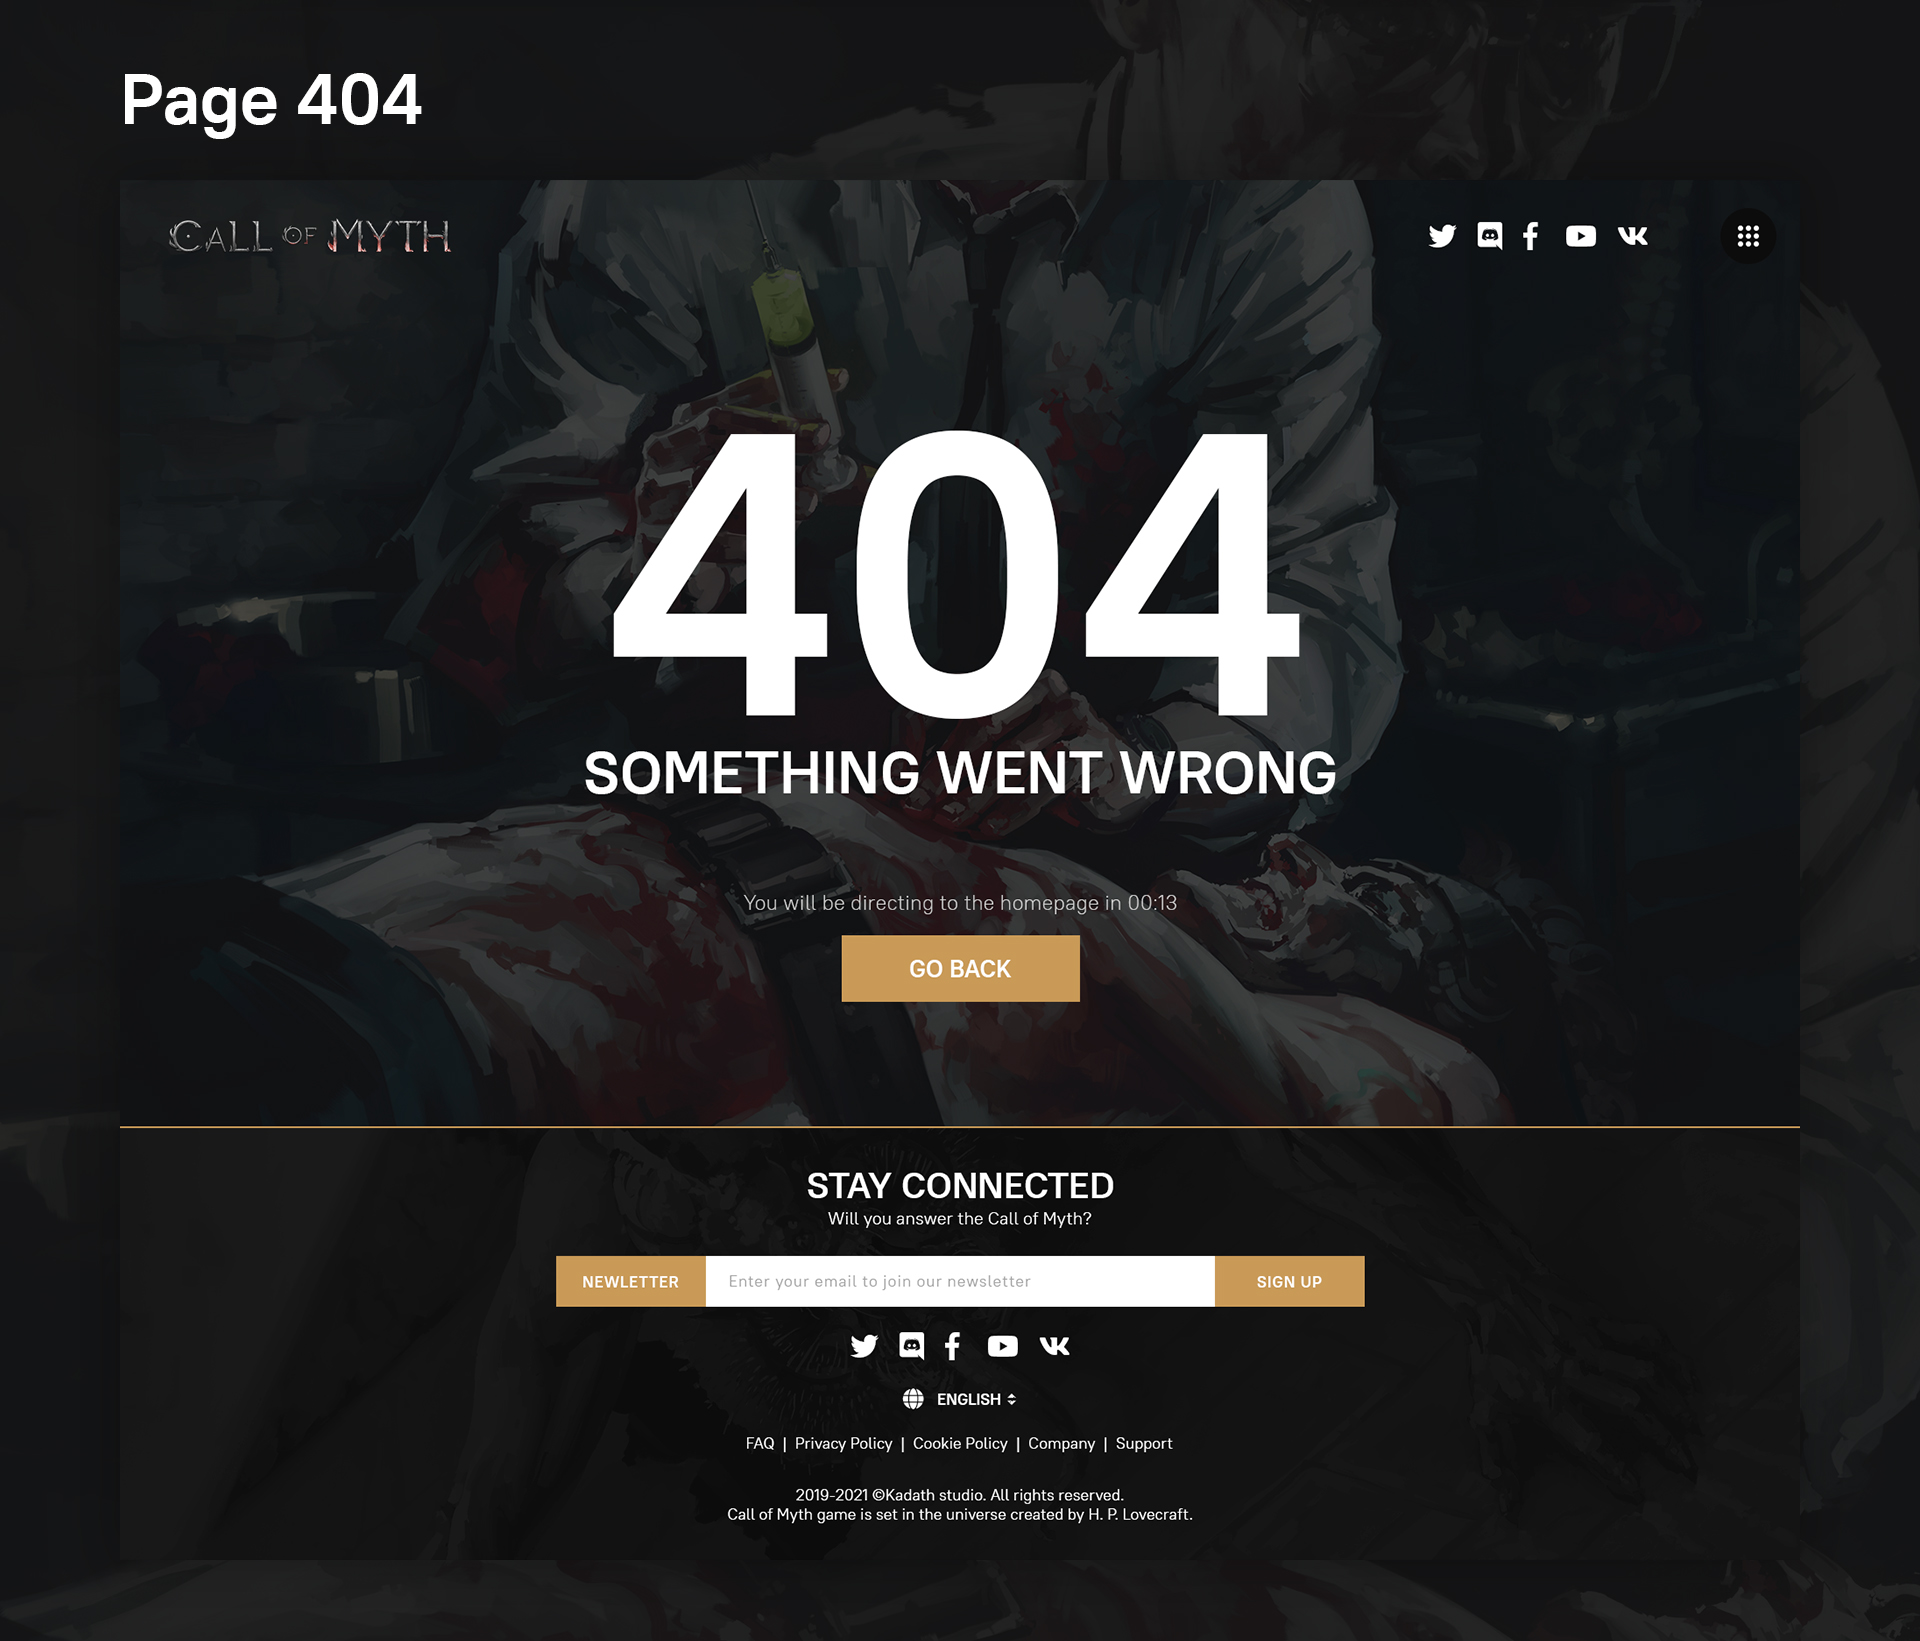 Page 404
CALL OF MYTH
404
SOMETHING WENT WRONG
You will be directing to the homepage in 00:13
GO BACK
STAY CONNECTED
Will you answer the Call of Myth?
NEWLETTER Enter your email to join our newsletter SIGN UP
ENGLISH
FAQ | Privacy Policy | Cookie Policy | Company | Support
2019-2021 ©Kadath studio. All rights reserved.
Call of Myth game is set in the universe created by H. P. Lovecraft.